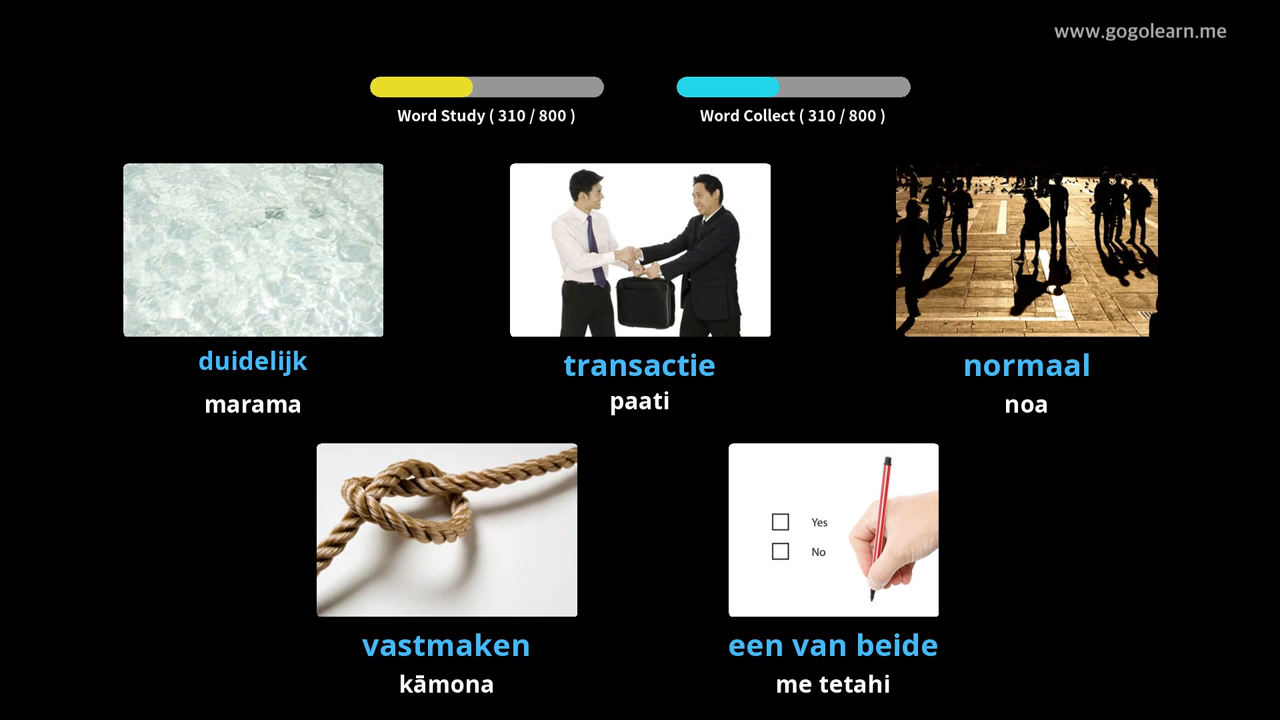 www.gogolearn.me
Word Study ( 310 / 800 )
Word Collect ( 310 / 800 )
duidelijk
marama
transactie
paati
normaal
noa
Yes
No
vastmaken
kāmona
een van beide
me tetahi